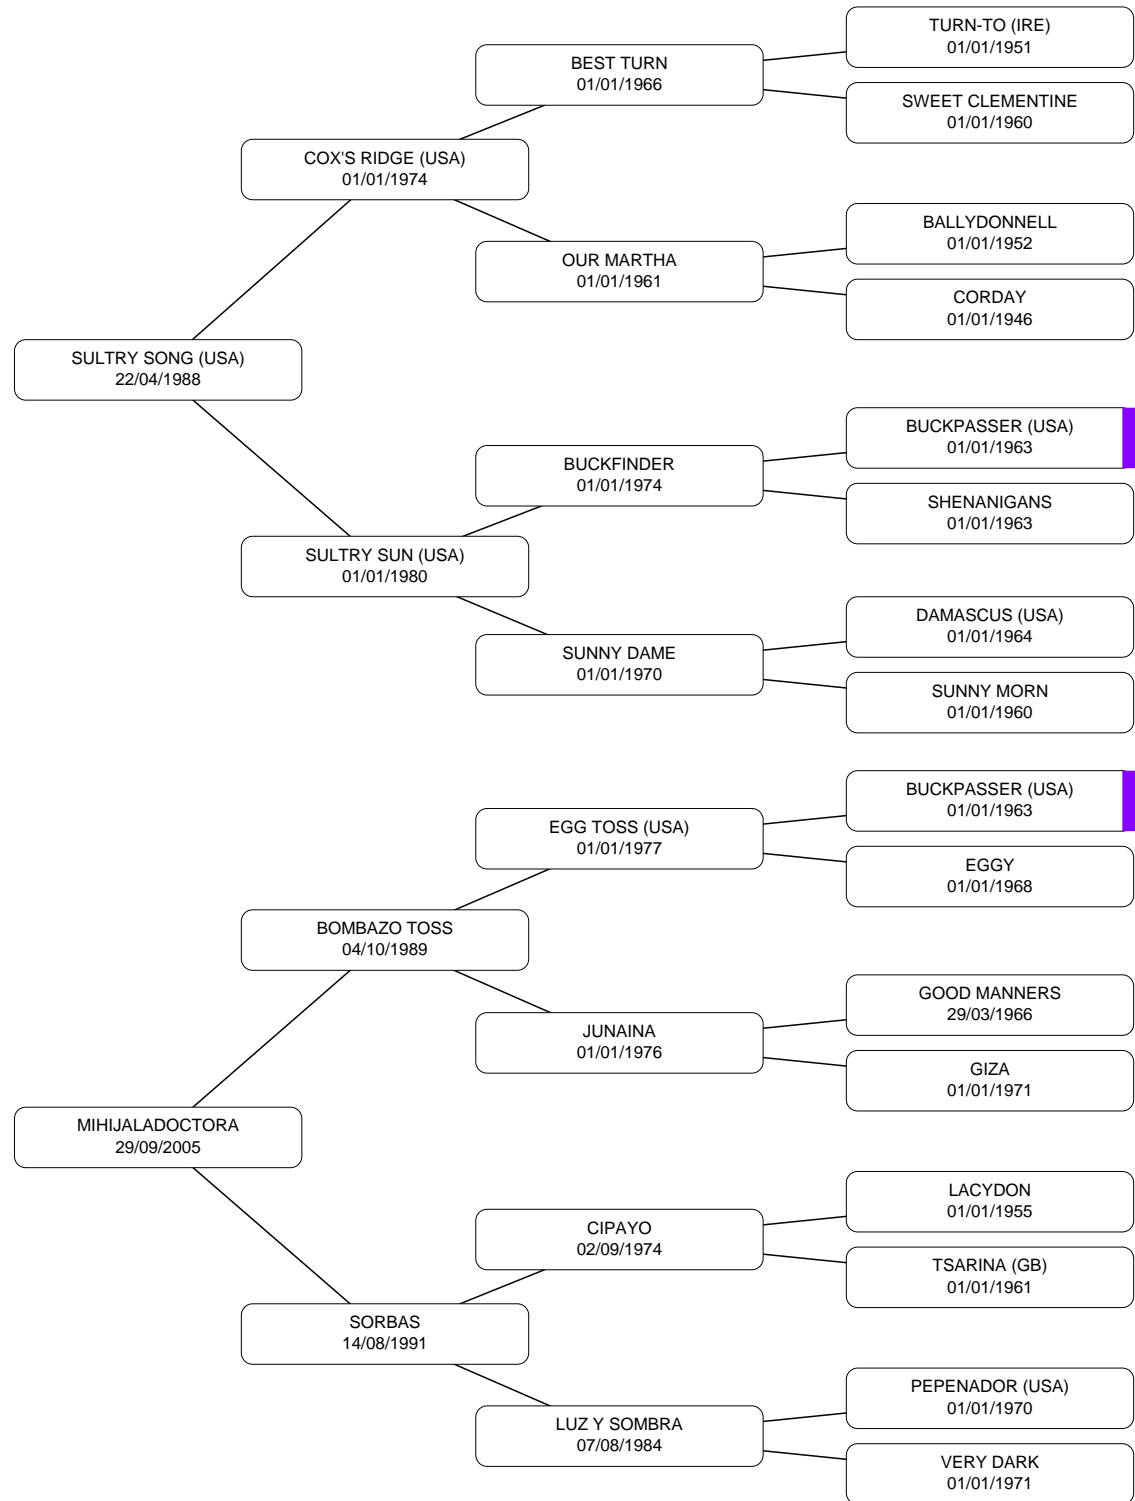 TURN-TO (IRE)
01/01/1951
BEST TURN
01/01/1966
SWEET CLEMENTINE
01/01/1960
COX'S RIDGE (USA)
01/01/1974
BALLYDONNELL
01/01/1952
OUR MARTHA
01/01/1961
CORDAY
01/01/1946
SULTRY SONG (USA)
22/04/1988
BUCKPASSER (USA)
01/01/1963
BUCKFINDER
01/01/1974
SHENANIGANS
01/01/1963
SULTRY SUN (USA)
01/01/1980
DAMASCUS (USA)
01/01/1964
SUNNY DAME
01/01/1970
SUNNY MORN
01/01/1960
BUCKPASSER (USA)
01/01/1963
EGG TOSS (USA)
01/01/1977
EGGY
01/01/1968
BOMBAZO TOSS
04/10/1989
GOOD MANNERS
29/03/1966
JUNAINA
01/01/1976
GIZA
01/01/1971
MIHIJALADOCTORA
29/09/2005
LACYDON
01/01/1955
CIPAYO
02/09/1974
TSARINA (GB)
01/01/1961
SORBAS
14/08/1991
PEPENADOR (USA)
01/01/1970
LUZ Y SOMBRA
07/08/1984
VERY DARK
01/01/1971